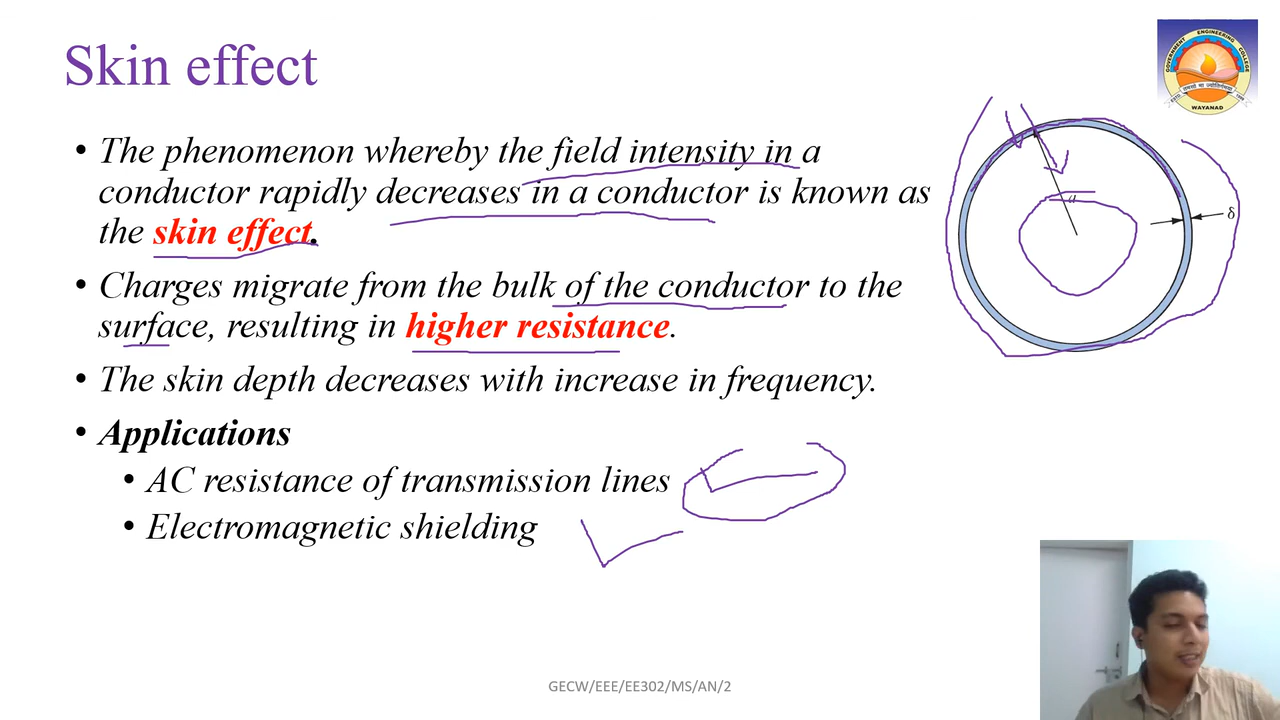 Skin effect
• The phenomenon whereby the field intensity in a
conductor rapidly decreases in a conductor is known as
the skin effect.
• Charges migrate from the bulk of the conductor to the
surface, resulting in higher resistance.
• The skin depth decreases with increase in frequency.
• Applications
• AC resistance of transmission lines
• Electromagnetic shielding
GOVERNMENT ENGINEERING COLLEGE
WAYANAD
a
δ
GECW/EEE/EE302/MS/AN/2